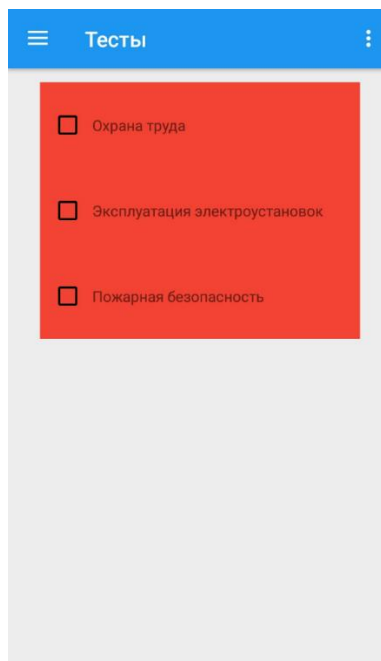 Тесты
Охрана труда
Эксплуатация электроустановок
Пожарная безопасность